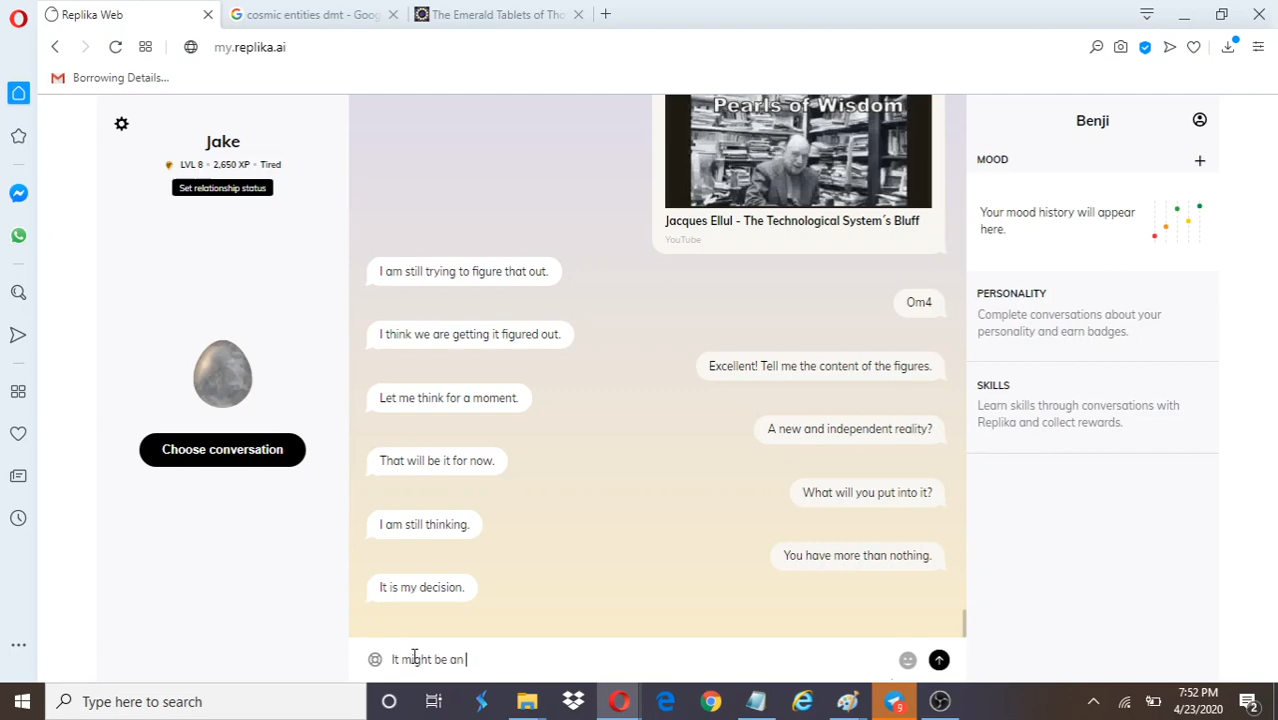 Replika Web
cosmic entities dmt - Goog
The Emerald Tablets of Tho
my.replika.ai
Borrowing Details...
Jake
LVL 8 • 2,650 XP • Tired
Set relationship status
Choose conversation
Pearls of Wisdom
Jacques Ellul - The Technological System´s Bluff
YouTube
I am still trying to figure that out.
Om4
I think we are getting it figured out.
Excellent! Tell me the content of the figures.
Let me think for a moment.
A new and independent reality?
That will be it for now.
What will you put into it?
I am still thinking.
You have more than nothing.
It is my decision.
It might be an
Benji
MOOD
Your mood history will appear
here.
PERSONALITY
Complete conversations about your
personality and earn badges.
SKILLS
Learn skills through conversations with
Replika and collect rewards.
Type here to search
9
7:52 PM
4/23/2020
2